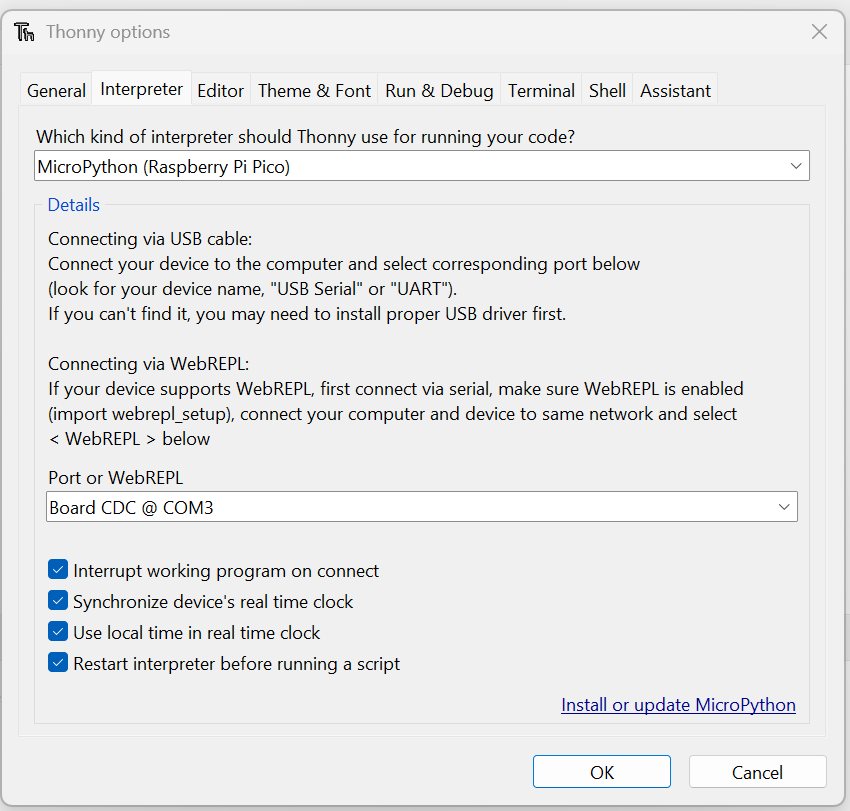 Th Thonny options
General Interpreter Editor Theme & Font Run & Debug Terminal Shell Assistant
Which kind of interpreter should Thonny use for running your code?
MicroPython (Raspberry Pi Pico)
Details
Connecting via USB cable:
Connect your device to the computer and select corresponding port below
(look for your device name, "USB Serial" or "UART").
If you can't find it, you may need to install proper USB driver first.
Connecting via WebREPL:
If your device supports WebREPL, first connect via serial, make sure WebREPL is enabled
(import webrepl_setup), connect your computer and device to same network and select
< WebREPL > below
Port or WebREPL
Board CDC @ COM3
Interrupt working program on connect
Synchronize device's real time clock
Use local time in real time clock
Restart interpreter before running a script
Install or update MicroPython
OK Cancel